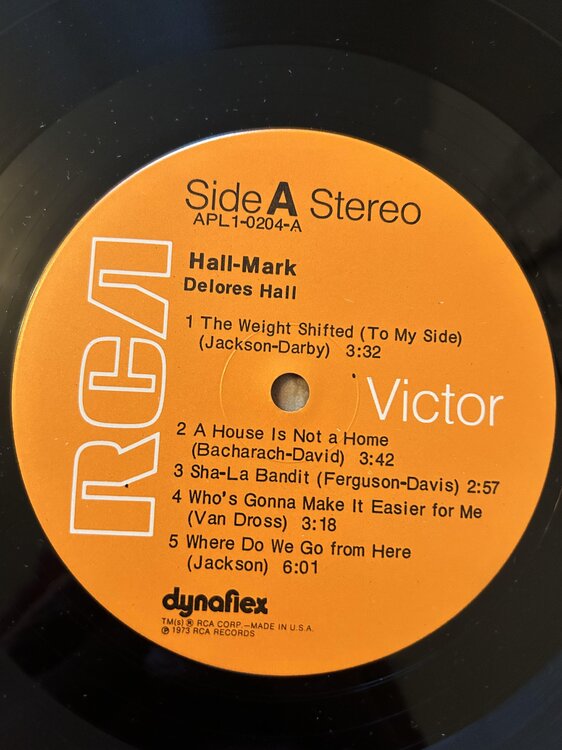 Side A Stereo
APL1-0204-A
RCA
Hall-Mark
Delores Hall
1 The Weight Shifted (To My Side)
(Jackson-Darby) 3:32
Victor
2 A House Is Not a Home
(Bacharach-David) 3:42
3 Sha-La Bandit (Ferguson-Davis) 2:57
4 Who's Gonna Make It Easier for Me
(Van Dross) 3:18
5 Where Do We Go from Here
(Jackson) 6:01
dynaflex
TM(s) ® RCA CORP.—MADE IN U.S.A.
℗ 1973 RCA RECORDS